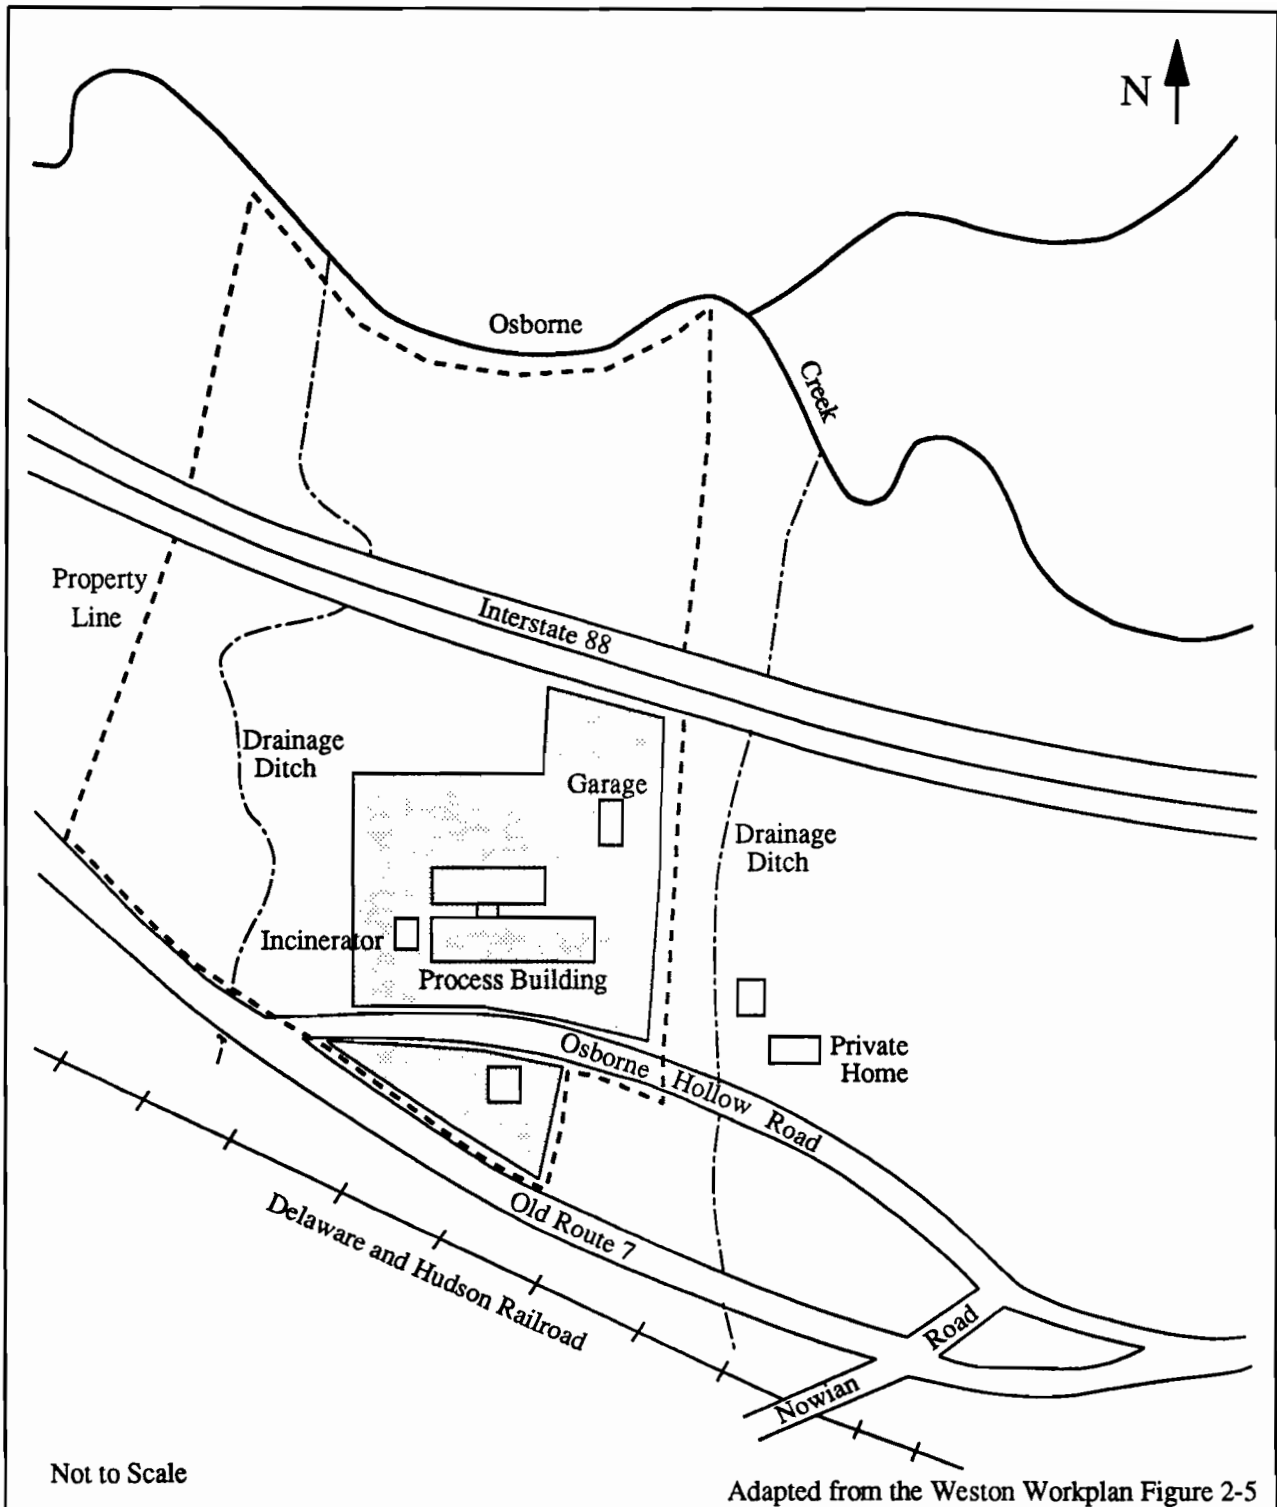 N
Osborne
Creek
Property
Line
Interstate 88
Drainage
Ditch
Garage
Drainage
Ditch
Incinerator
Process Building
Private
Home
Osborne Hollow Road
Old Route 7
Delaware and Hudson Railroad
Road
Nowian
Not to Scale
Adapted from the Weston Workplan Figure 2-5